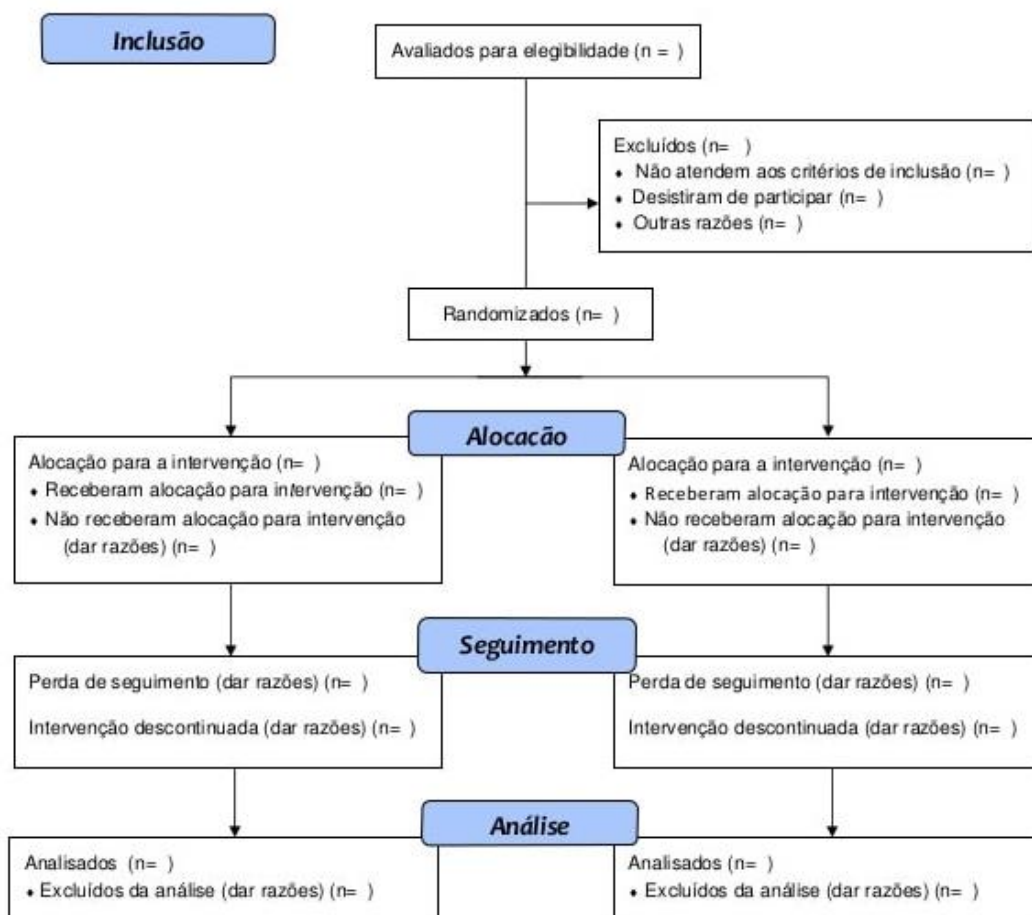 Inclusão
Avaliados para elegibilidade (n = )
Excluídos (n= )
⬧ Não atendem aos critérios de inclusão (n= )
⬧ Desistiram de participar (n= )
⬧ Outras razões (n= )
Randomizados (n= )
Alocacão
Alocação para a intervenção (n= )
⬧ Receberam alocação para intervenção (n= )
⬧ Não receberam alocação para intervenção
(dar razões) (n= )
Alocação para a intervenção (n= )
⬧ Receberam alocação para intervenção (n= )
⬧ Não receberam alocação para intervenção
(dar razões) (n= )
Seguimento
Perda de seguimento (dar razões) (n= )
Intervenção descontinuada (dar razões) (n= )
Perda de seguimento (dar razões) (n= )
Intervenção descontinuada (dar razões) (n= )
Análise
Analisados (n= )
⬧ Excluídos da análise (dar razões) (n= )
Analisados (n= )
⬧ Excluídos da análise (dar razões) (n= )